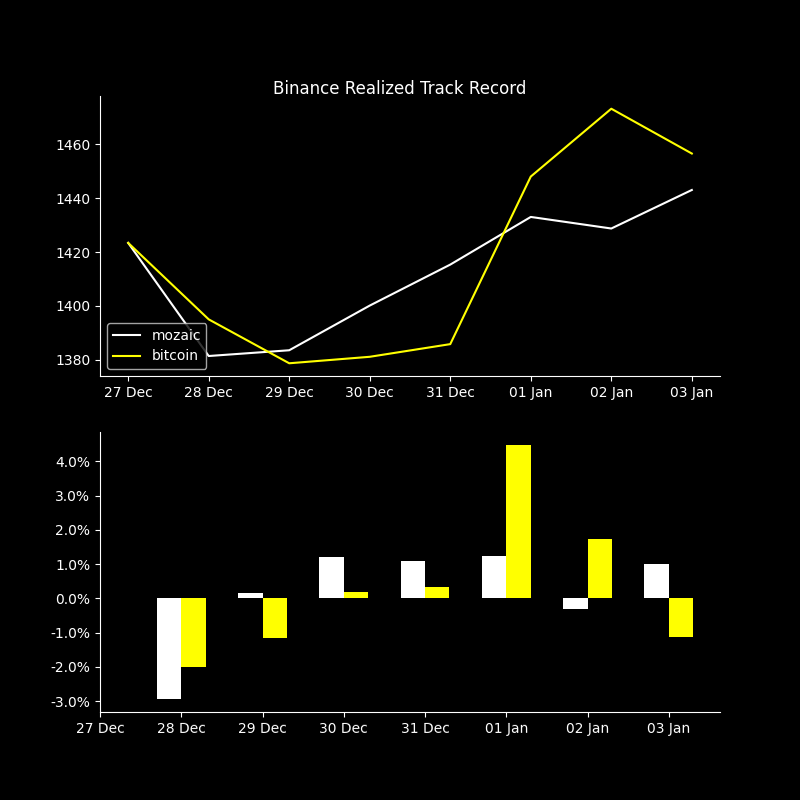 Binance Realized Track Record
1460
1440
1420
1400
1380
mozaic
bitcoin
27 Dec 28 Dec 29 Dec 30 Dec 31 Dec 01 Jan 02 Jan 03 Jan
4.0%
3.0%
2.0%
1.0%
0.0%
-1.0%
-2.0%
-3.0%
27 Dec 28 Dec 29 Dec 30 Dec 31 Dec 01 Jan 02 Jan 03 Jan